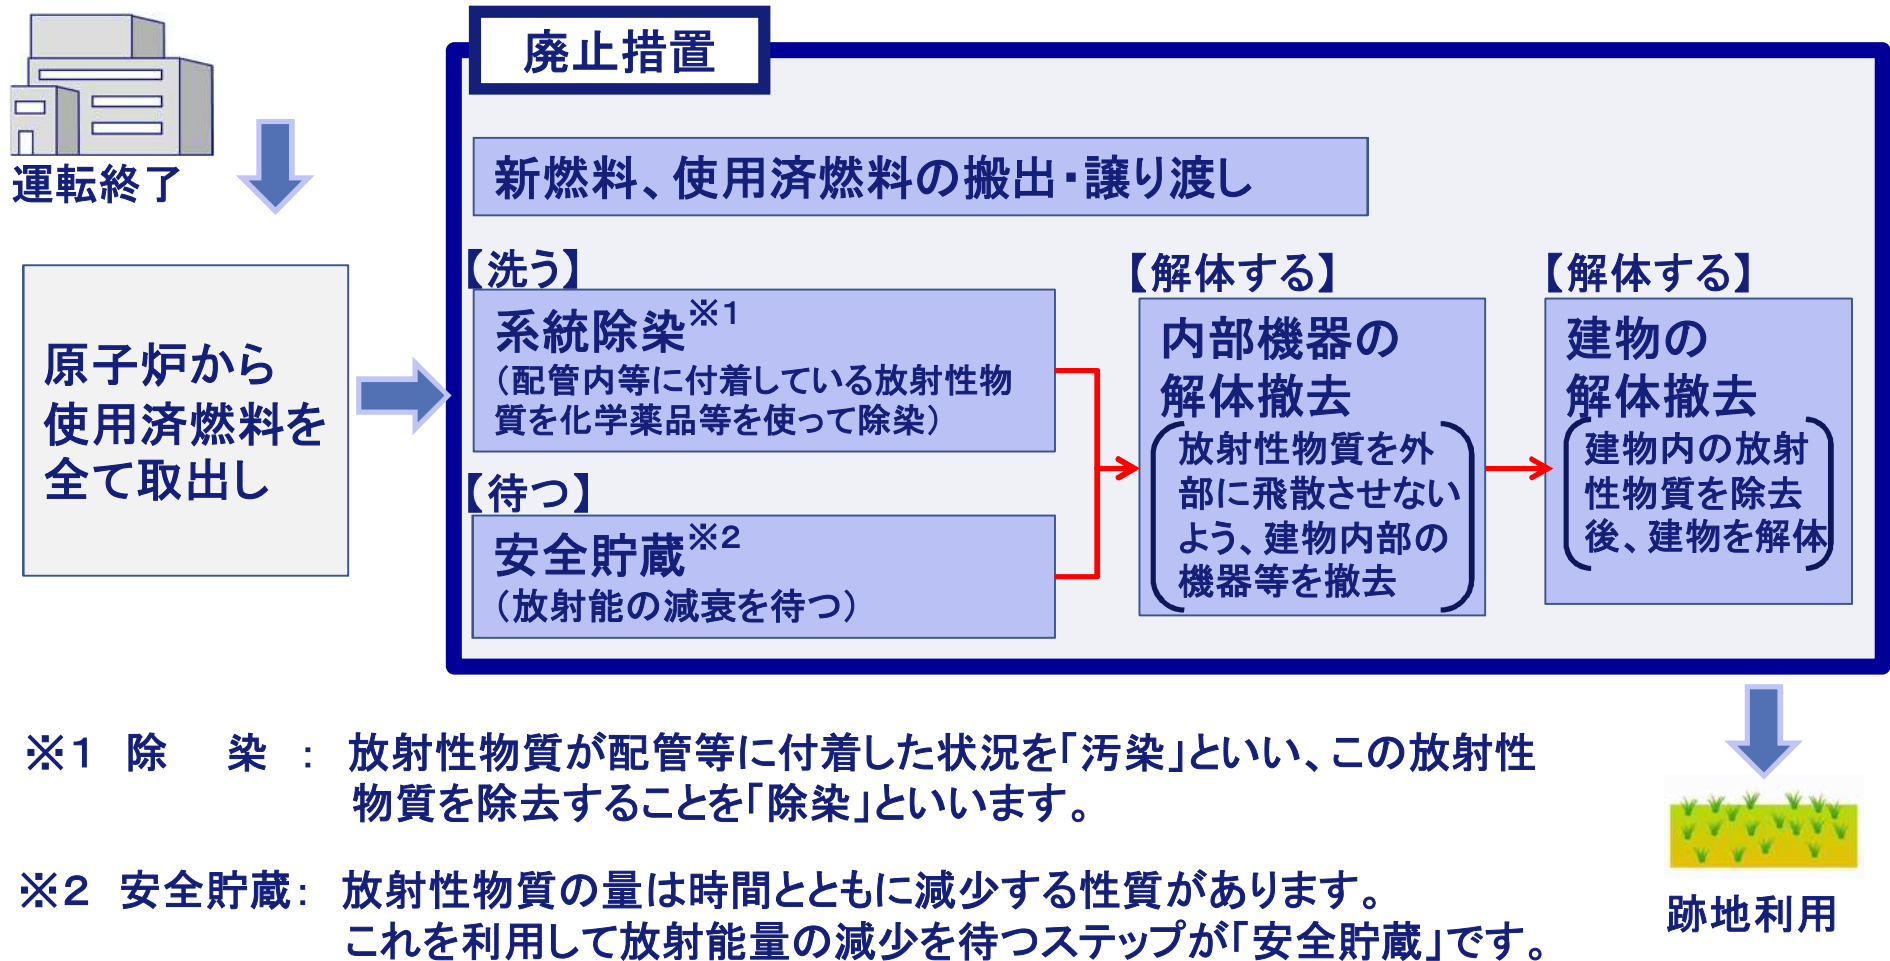 廃止措置
運転終了
新燃料、使用済燃料の搬出・譲り渡し
原子炉から
使用済燃料を
全て取出し
【洗う】
系統除染※1
（配管内等に付着している放射性物
質を化学薬品等を使って除染）
【待つ】
安全貯蔵※2
（放射能の減衰を待つ）
【解体する】
内部機器の
解体撤去
放射性物質を外
部に飛散させない
よう、建物内部の
機器等を撤去
【解体する】
建物の
解体撤去
建物内の放射
性物質を除去
後、建物を解体
※1 除 染 ： 放射性物質が配管等に付着した状況を「汚染」といい、この放射性
物質を除去することを「除染」といいます。
※2 安全貯蔵： 放射性物質の量は時間とともに減少する性質があります。
これを利用して放射能量の減少を待つステップが「安全貯蔵」です。
跡地利用